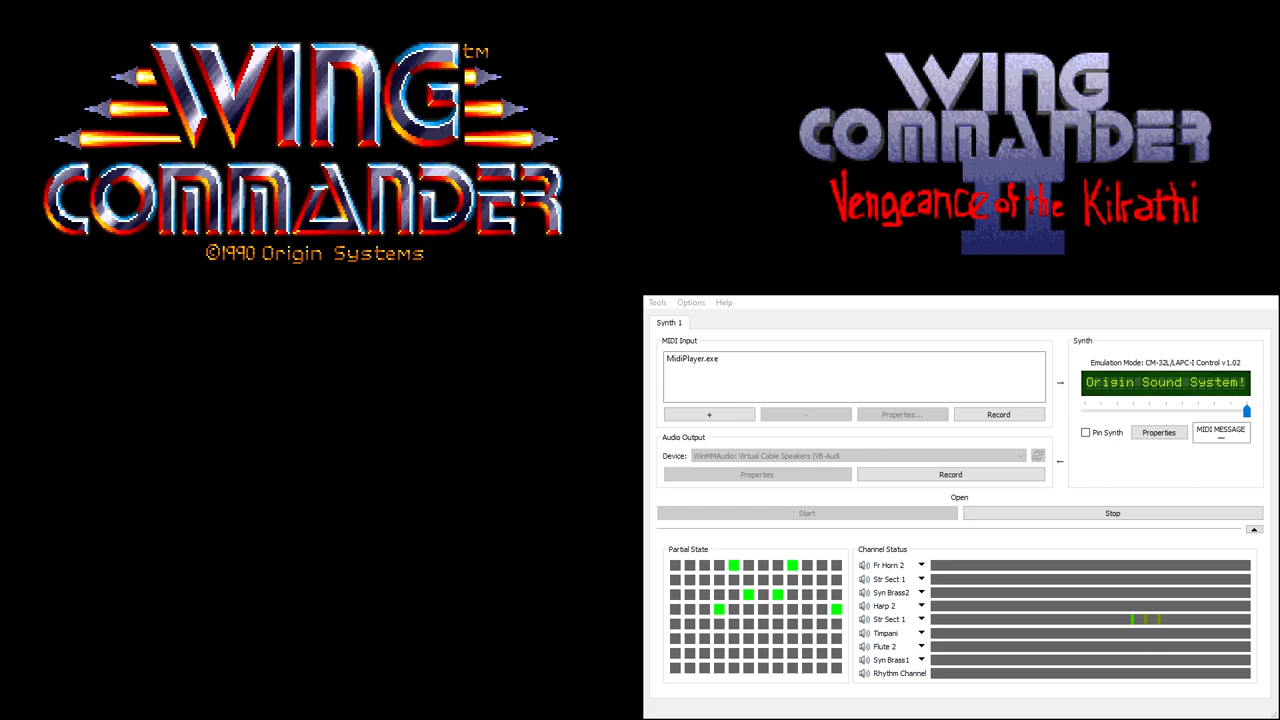 WING TM
COMMANDER
©1990 Origin Systems
WING
COMMANDER
II
Vengeance of the Kilrathi
Tools Options Help
Synth 1
MIDI Input
MidiPlayer.exe
+ - Properties... Record
Audio Output
Device: WinMMAudio: Virtual Cable Speakers (VB-Audi
Properties Record
Synth
Emulation Mode: CM-32L/LAPC-I Control v1.02
Origin Sound System!
Pin Synth Properties MIDI MESSAGE
Open
Start Stop
Partial State
Channel Status
Fr Horn 2
Str Sect 1
Syn Brass2
Harp 2
Str Sect 1
Timpani
Flute 2
Syn Brass1
Rhythm Channel